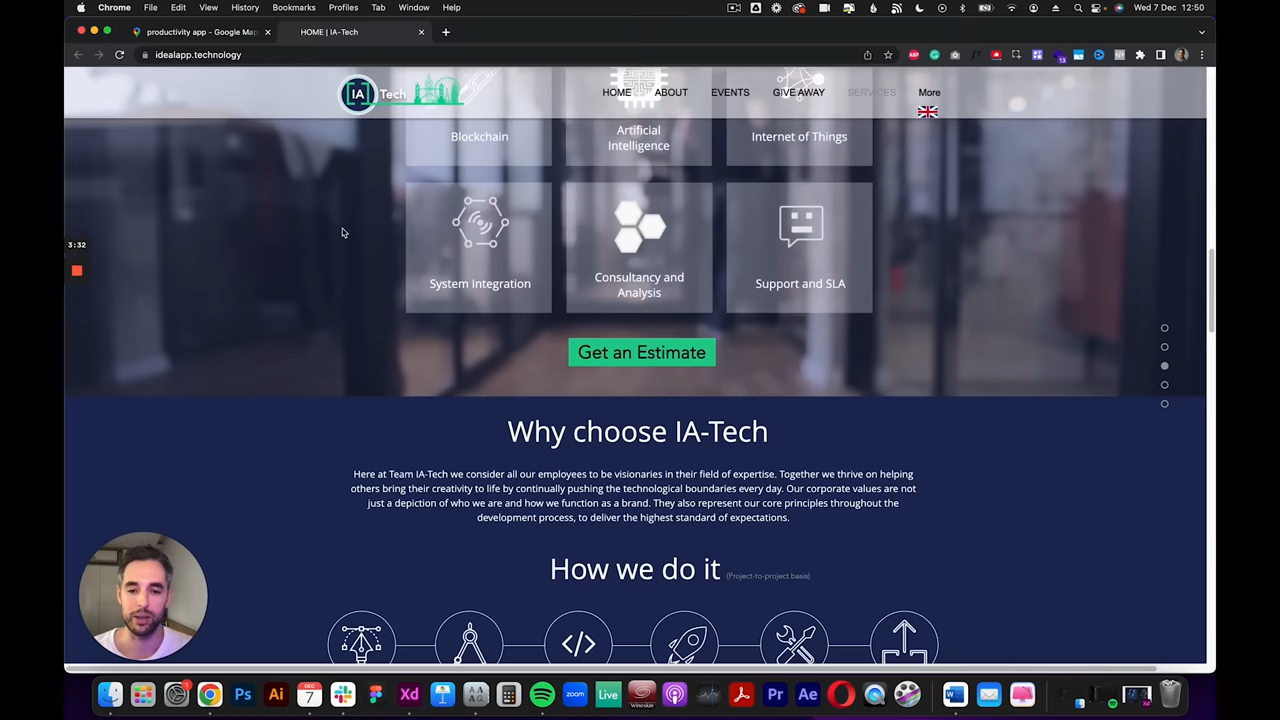 Chrome File Edit View History Bookmarks Profiles Tab Window Help
Wed 7 Dec 12:50
productivity app - Google Map
HOME | IA-Tech
idealapp.technology
13
IA Tech
HOME ABOUT EVENTS GIVE AWAY SERVICES More
Blockchain
Artificial
Intelligence
Internet of Things
3:32
System Integration
Consultancy and
Analysis
Support and SLA
Get an Estimate
Why choose IA-Tech
Here at Team IA-Tech we consider all our employees to be visionaries in their field of expertise. Together we thrive on helping
others bring their creativity to life by continually pushing the technological boundaries every day. Our corporate values are not
just a depiction of who we are and how we function as a brand. They also represent our core principles throughout the
development process, to deliver the highest standard of expectations.
How we do it (Project-to-project basis)